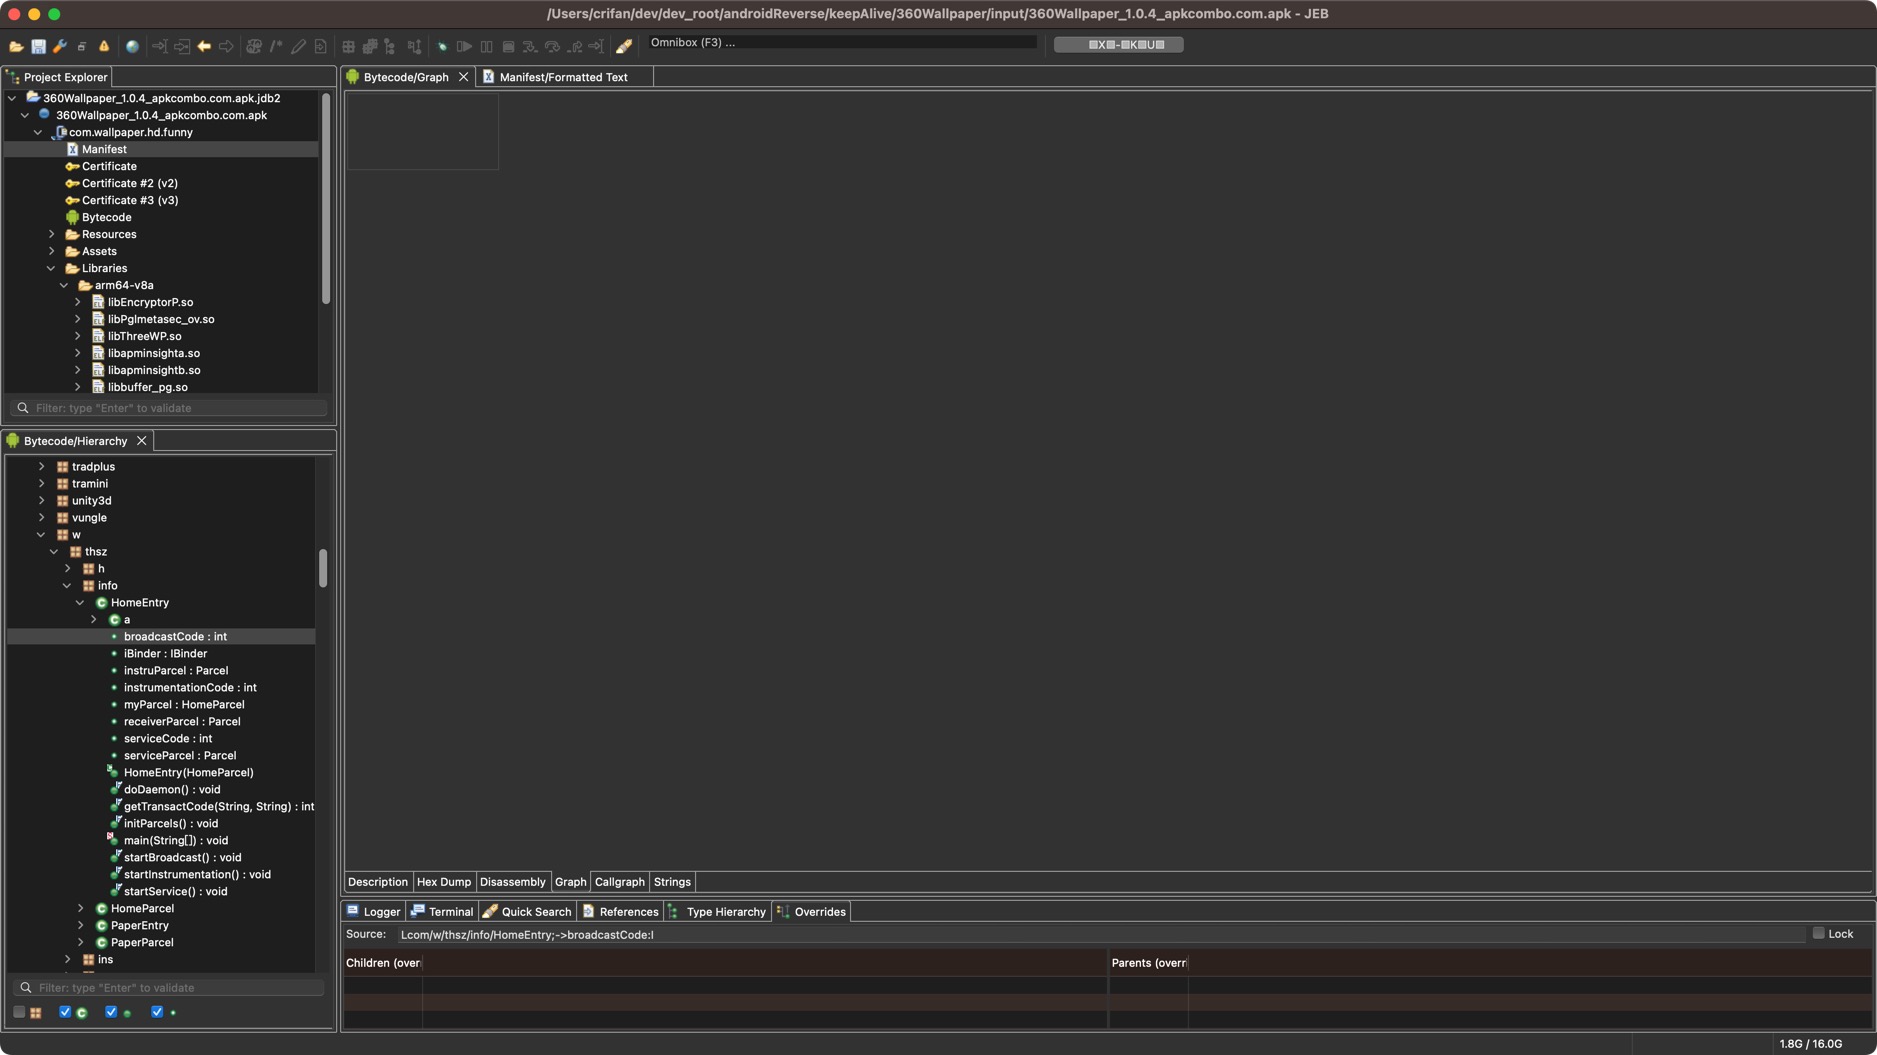 /Users/crifan/dev/dev_root/androidReverse/keepAlive/360Wallpaper/input/360Wallpaper_1.0.4_apkcombo.com.apk - JEB
Omnibox (F3) ...
Project Explorer
360Wallpaper_1.0.4_apkcombo.com.apk.jdb2
360Wallpaper_1.0.4_apkcombo.com.apk
com.wallpaper.hd.funny
Manifest
Certificate
Certificate #2 (v2)
Certificate #3 (v3)
Bytecode
Resources
Assets
Libraries
arm64-v8a
libEncryptorP.so
libPglmetasec_ov.so
libThreeWP.so
libapminsighta.so
libapminsightb.so
libbuffer_pg.so
Filter: type "Enter" to validate
Bytecode/Hierarchy
tradplus
tramini
unity3d
vungle
w
thsz
h
info
HomeEntry
a
broadcastCode : int
iBinder : IBinder
instruParcel : Parcel
instrumentationCode : int
myParcel : HomeParcel
receiverParcel : Parcel
serviceCode : int
serviceParcel : Parcel
HomeEntry(HomeParcel)
doDaemon() : void
getTransactCode(String, String) : int
initParcels() : void
main(String[]) : void
startBroadcast() : void
startInstrumentation() : void
startService() : void
HomeParcel
PaperEntry
PaperParcel
ins
Filter: type "Enter" to validate
Bytecode/Graph
Manifest/Formatted Text
Description Hex Dump Disassembly Graph Callgraph Strings
Logger Terminal Quick Search References Type Hierarchy Overrides
Source: Lcom/w/thsz/info/HomeEntry;->broadcastCode:I Lock
Children (overr Parents (overr
1.8G / 16.0G